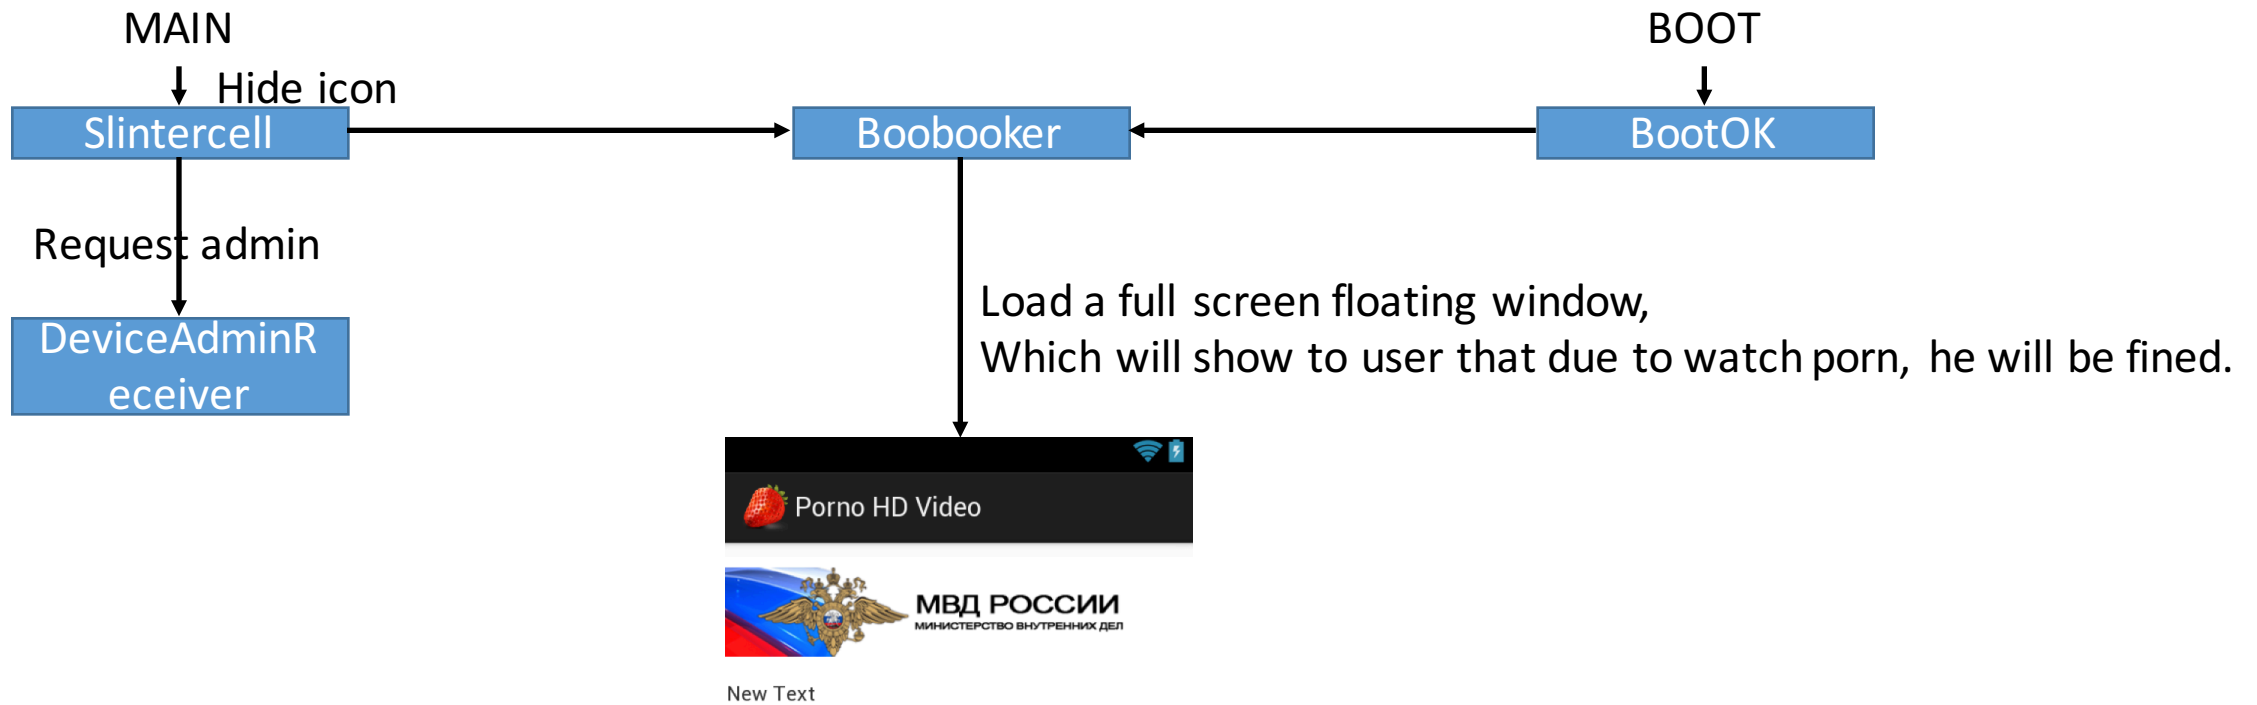 MAIN
BOOT
Hide icon
Slintercell
Boobooker
BootOK
Request admin
DeviceAdminR
eceiver
Load a full screen floating window,
Which will show to user that due to watch porn, he will be fined.
Porno HD Video
МВД РОССИИ
МИНИСТЕРСТВО ВНУТРЕННИХ ДЕЛ
New Text